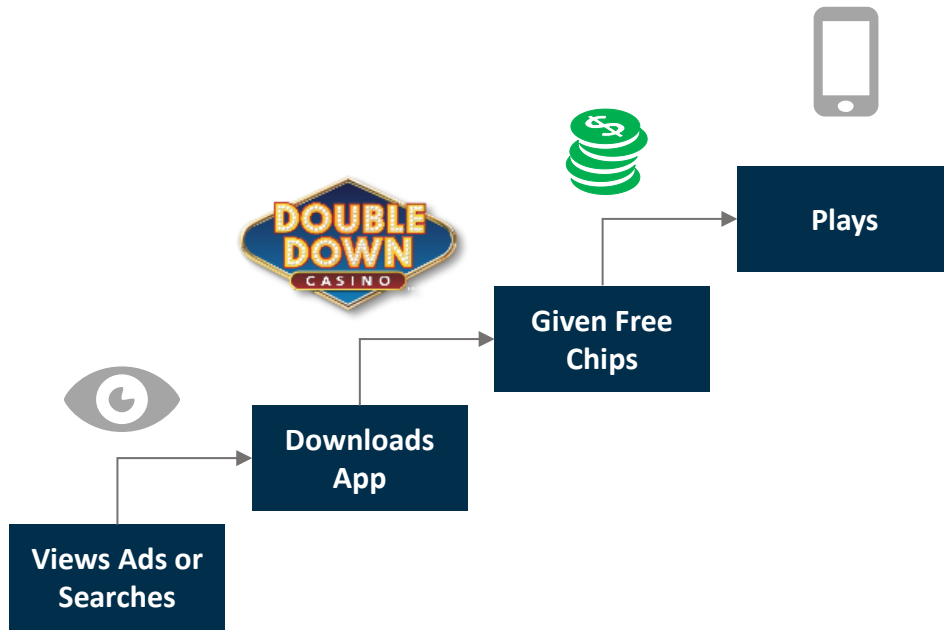 Plays
DOUBLE
DOWN
CASINO
Given Free
Chips
Downloads
App
Views Ads or
Searches